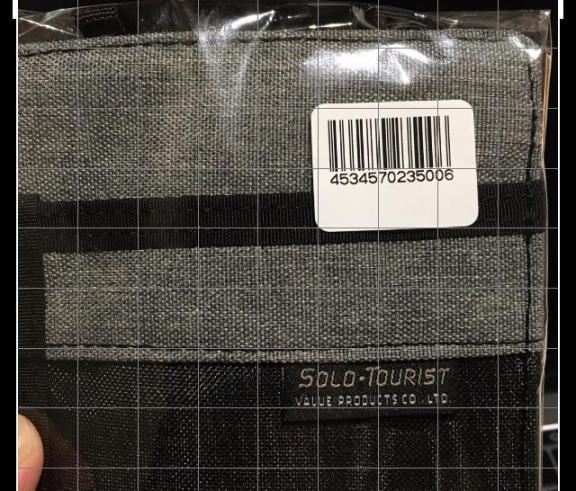 4534570235006
SOLO-TOURIST
VALUE PRODUCTS CO.,LTD.